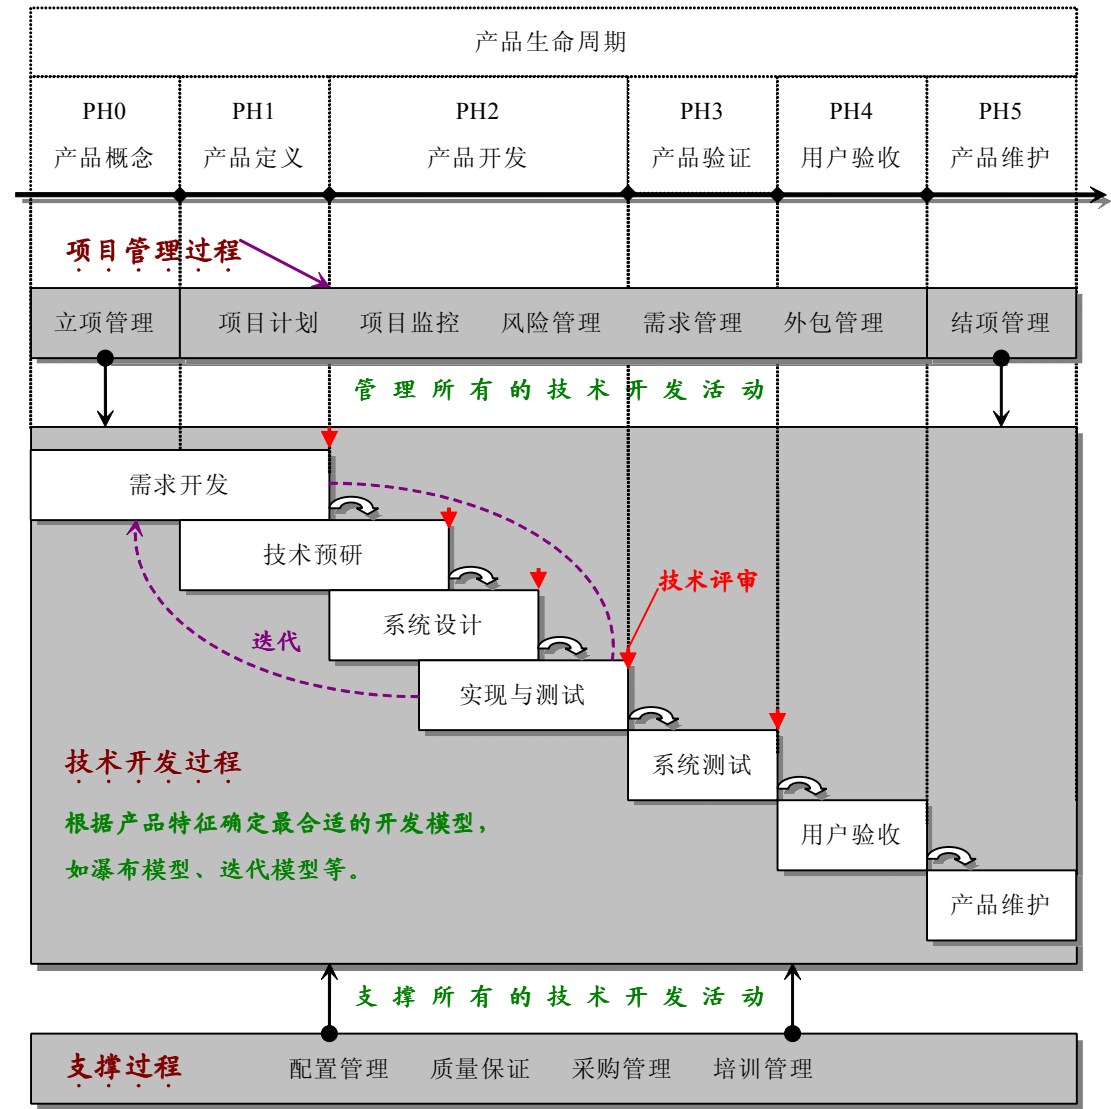 产品生命周期
PH0 PH1 PH2 PH3 PH4 PH5
产品概念 产品定义 产品开发 产品验证 用户验收 产品维护
项目管理过程
立项管理 项目计划 项目监控 风险管理 需求管理 外包管理 结项管理
管理所有的技术开发活动
需求开发
技术预研
技术评审
系统设计
迭代
实现与测试
技术开发过程
系统测试
根据产品特征确定最合适的开发模型，
用户验收
如瀑布模型、迭代模型等。
产品维护
支撑所有的技术开发活动
支撑过程 配置管理 质量保证 采购管理 培训管理